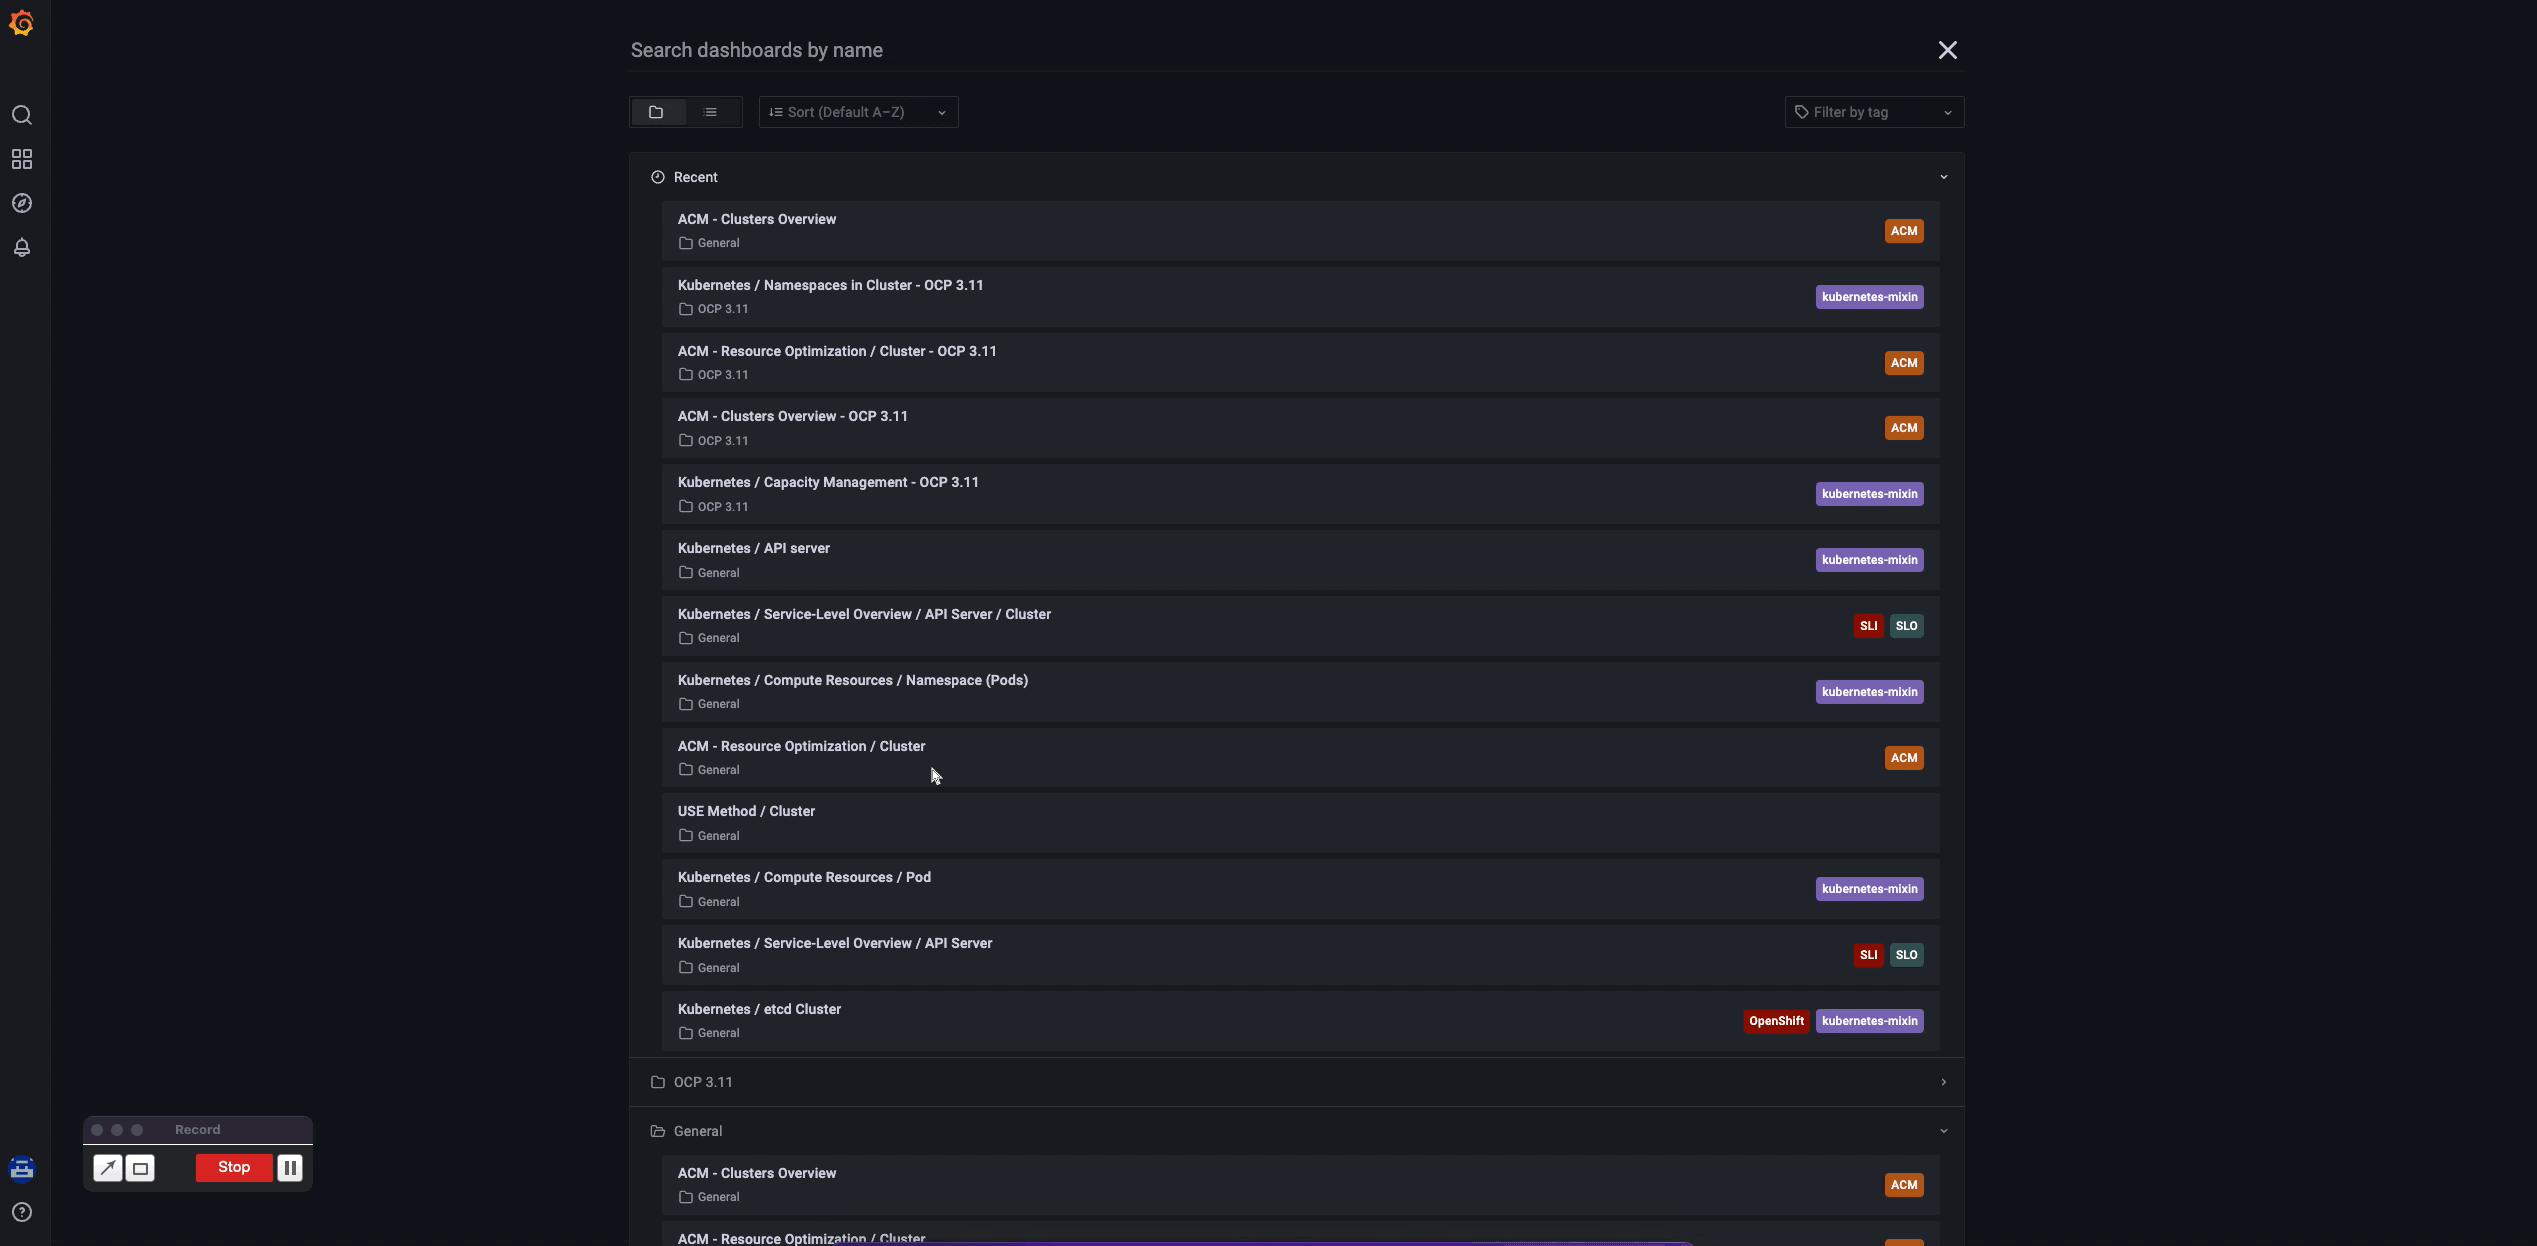 Search dashboards by name
Sort (Default A–Z)
Filter by tag
Recent
ACM - Clusters Overview
General
ACM
Kubernetes / Namespaces in Cluster - OCP 3.11
OCP 3.11
kubernetes-mixin
ACM - Resource Optimization / Cluster - OCP 3.11
OCP 3.11
ACM
ACM - Clusters Overview - OCP 3.11
OCP 3.11
ACM
Kubernetes / Capacity Management - OCP 3.11
OCP 3.11
kubernetes-mixin
Kubernetes / API server
General
kubernetes-mixin
Kubernetes / Service-Level Overview / API Server / Cluster
General
SLI SLO
Kubernetes / Compute Resources / Namespace (Pods)
General
kubernetes-mixin
ACM - Resource Optimization / Cluster
General
ACM
USE Method / Cluster
General
Kubernetes / Compute Resources / Pod
General
kubernetes-mixin
Kubernetes / Service-Level Overview / API Server
General
SLI SLO
Kubernetes / etcd Cluster
General
OpenShift kubernetes-mixin
OCP 3.11
General
ACM - Clusters Overview
General
ACM
ACM - Resource Optimization / Cluster
Record
Stop